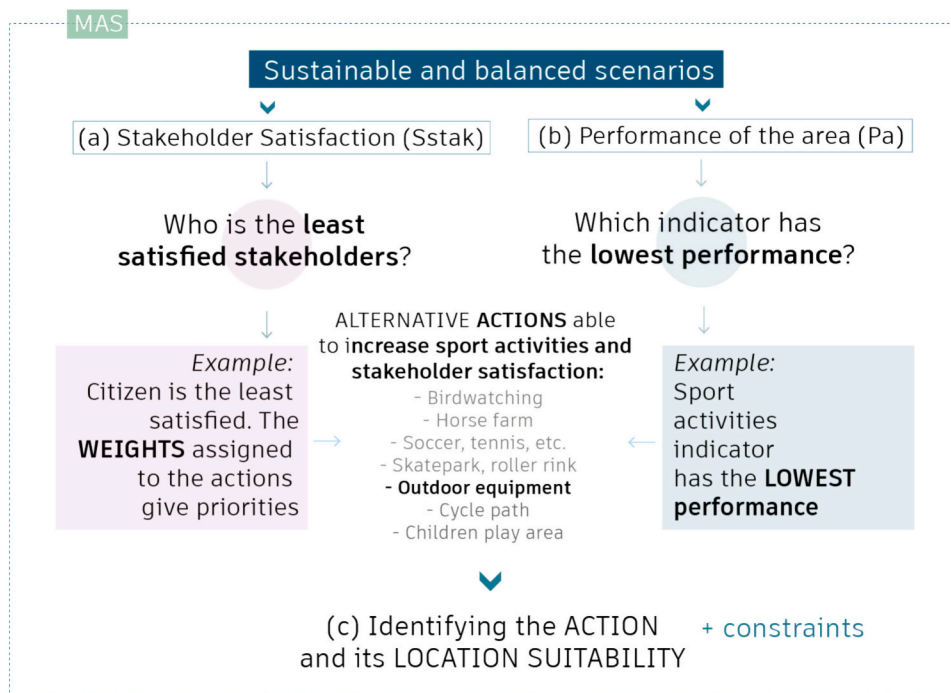 MAS
Sustainable and balanced scenarios
(a) Stakeholder Satisfaction (Sstak)
(b) Performance of the area (Pa)
Who is the least
satisfied stakeholders?
Which indicator has
the lowest performance?
Example:
Citizen is the least
satisfied. The
WEIGHTS assigned
to the actions
give priorities
ALTERNATIVE ACTIONS able
to increase sport activities and
stakeholder satisfaction:
- Birdwatching
- Horse farm
- Soccer, tennis, etc.
- Skatepark, roller rink
- Outdoor equipment
- Cycle path
- Children play area
Example:
Sport
activities
indicator
has the LOWEST
performance
(c) Identifying the ACTION
and its LOCATION SUITABILITY
+ constraints